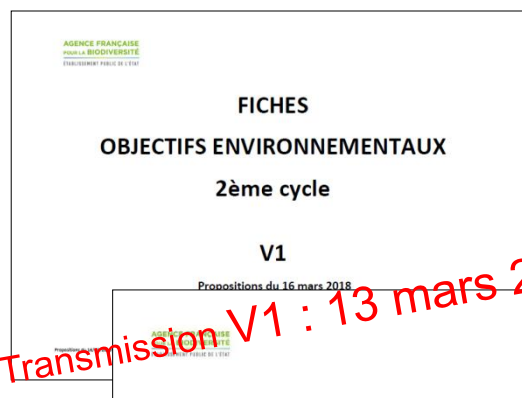 AGENCE FRANÇAISE
POUR LA BIODIVERSITÉ
ÉTABLISSEMENT PUBLIC DE L'ÉTAT
FICHES
OBJECTIFS ENVIRONNEMENTAUX
2ème cycle
V1
Propositions du 16 mars 2018
Transmission V1 : 13 mars 2